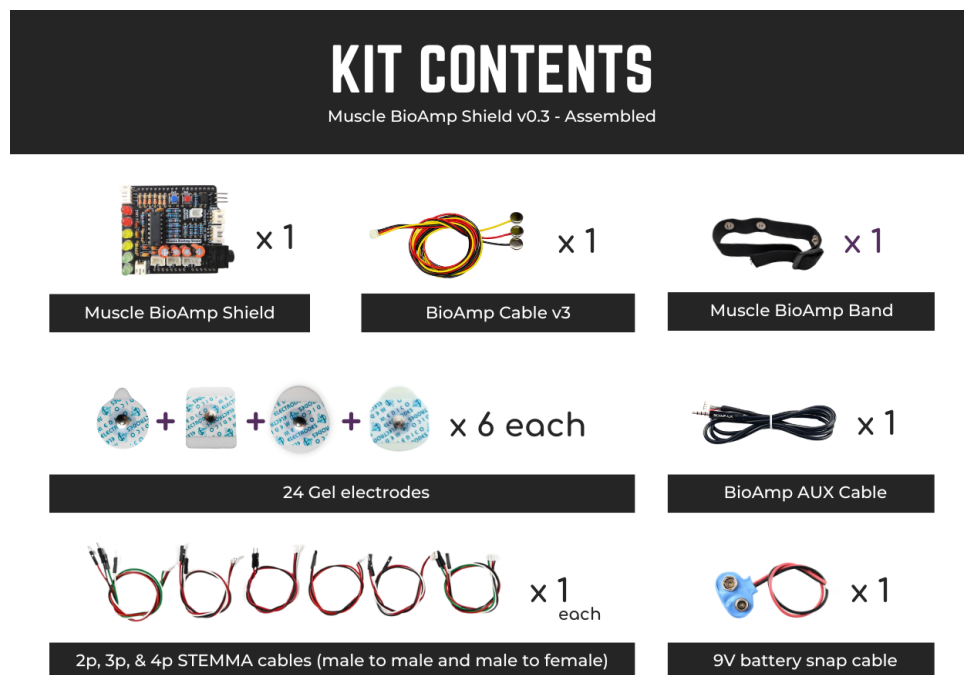 KIT CONTENTS
Muscle BioAmp Shield v0.3 - Assembled
x 1
x 1
x 1
Muscle BioAmp Shield
BioAmp Cable v3
Muscle BioAmp Band
+ + + x 6 each
x 1
24 Gel electrodes
BioAmp AUX Cable
x 1
each
x 1
2p, 3p, & 4p STEMMA cables (male to male and male to female)
9V battery snap cable